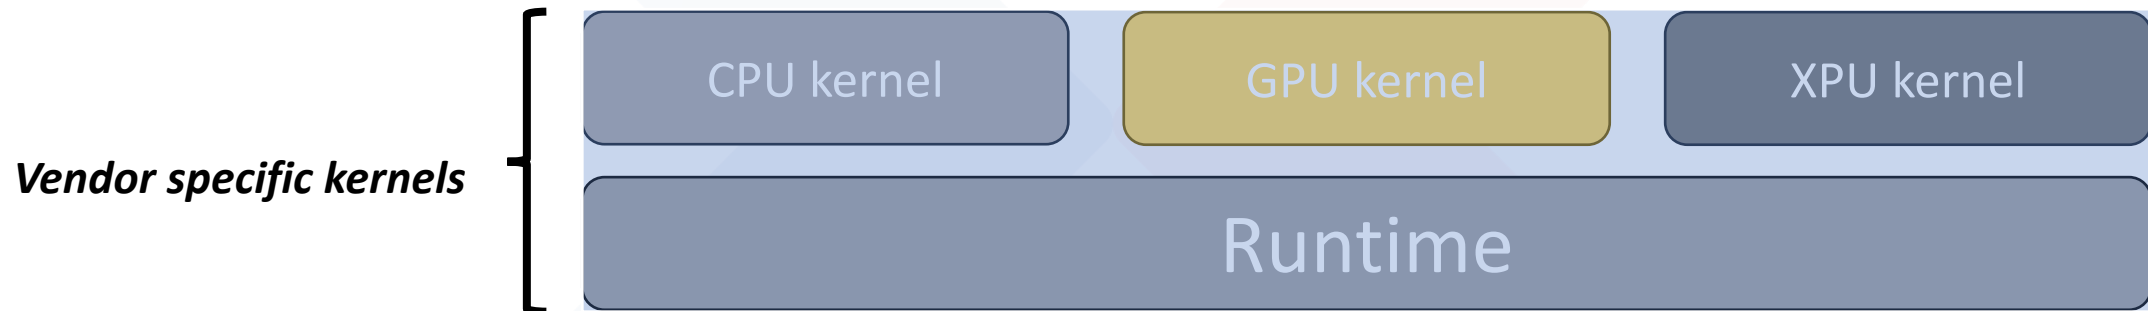 CPU kernel
GPU kernel
XPU kernel
Vendor specific kernels
Runtime